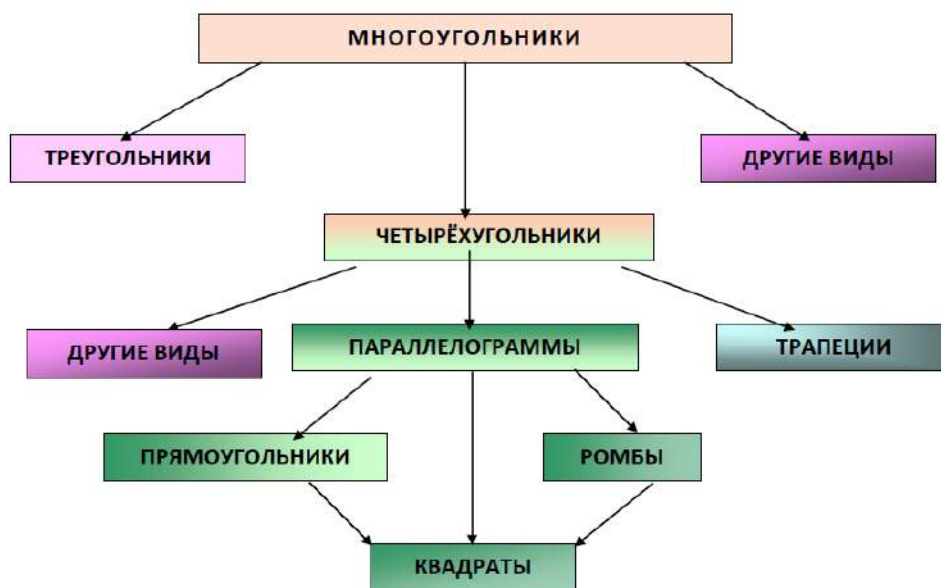 МНОГОУГОЛЬНИКИ
ТРЕУГОЛЬНИКИ
ДРУГИЕ ВИДЫ
ЧЕТЫРЁХУГОЛЬНИКИ
ДРУГИЕ ВИДЫ
ПАРАЛЛЕЛОГРАММЫ
ТРАПЕЦИИ
ПРЯМОУГОЛЬНИКИ
РОМБЫ
КВАДРАТЫ